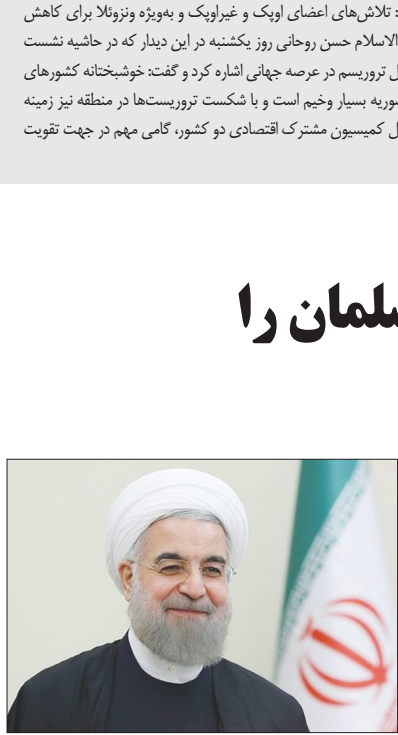 : تلاش‌های اعضای اوپک و غیراوپک و به‌ویژه ونزوئلا برای کاهش
الاسلام حسن روحانی روز یکشنبه در این دیدار که در حاشیه نشست
ل تروریسم در عرصه جهانی اشاره کرد و گفت: خوشبختانه کشورهای
سوریه بسیار وخیم است و با شکست تروریست‌ها در منطقه نیز زمینه
ل کمیسیون مشترک اقتصادی دو کشور، گامی مهم در جهت تقویت
لمان را